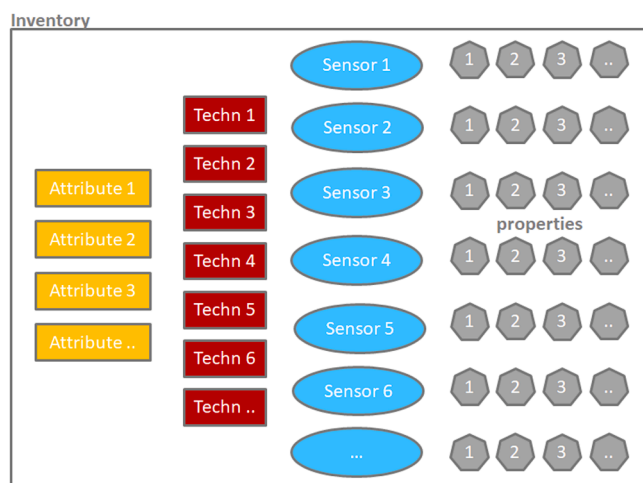 Inventory
Sensor 1 1 2 3 ..
Techn 1 Sensor 2 1 2 3 ..
Techn 2
Attribute 1 Sensor 3 1 2 3 ..
Techn 3
properties
Attribute 2
Techn 4 Sensor 4 1 2 3 ..
Attribute 3
Techn 5 Sensor 5 1 2 3 ..
Attribute ..
Techn 6
Sensor 6 1 2 3 ..
Techn ..
... 1 2 3 ..